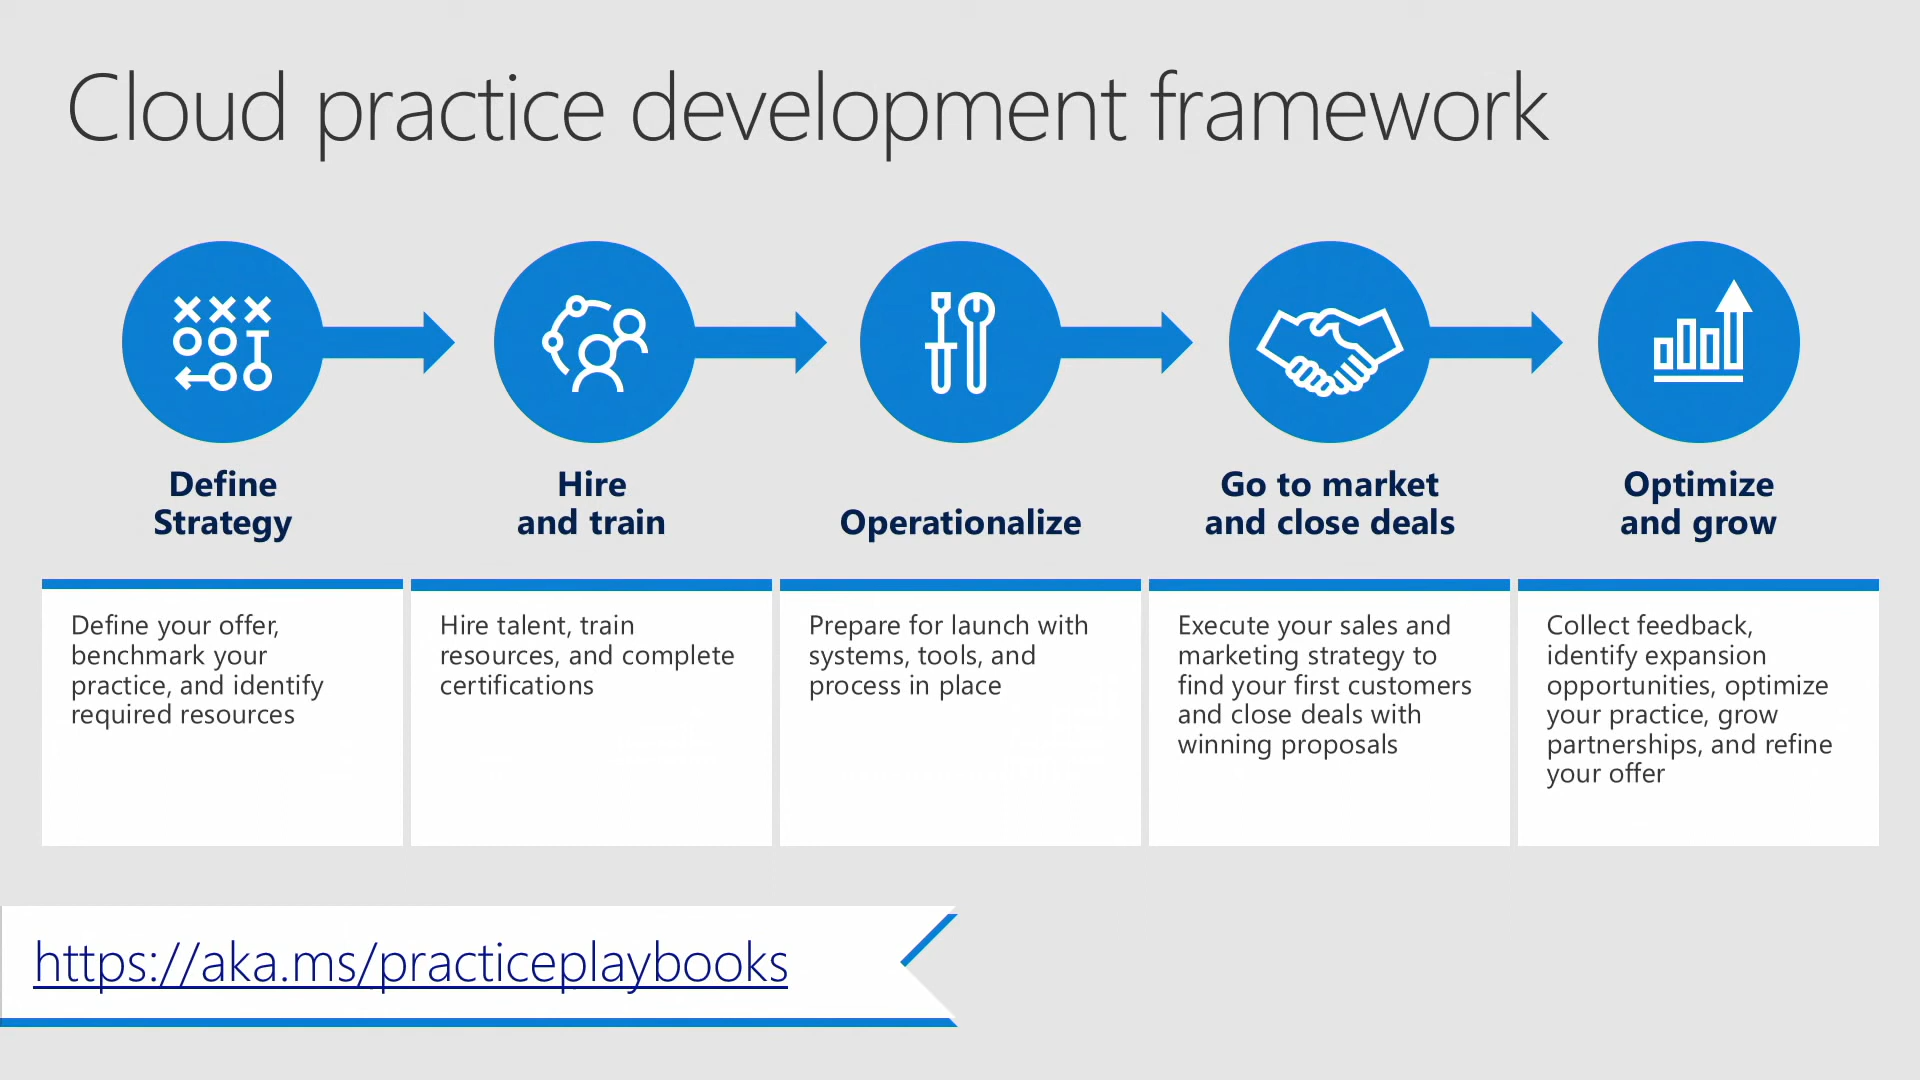 Cloud practice development framework
Define
Strategy
Hire
and train
Operationalize
Go to market
and close deals
Optimize
and grow
Define your offer,
benchmark your
practice, and identify
required resources
Hire talent, train
resources, and complete
certifications
Prepare for launch with
systems, tools, and
process in place
Execute your sales and
marketing strategy to
find your first customers
and close deals with
winning proposals
Collect feedback,
identify expansion
opportunities, optimize
your practice, grow
partnerships, and refine
your offer
https://aka.ms/practiceplaybooks